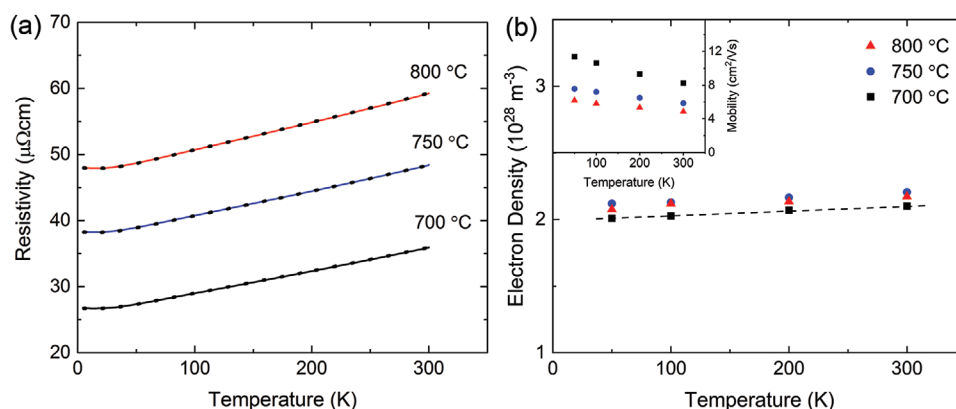 (a)
70
60
50
40
30
20
Resistivity (μΩcm)
800 °C
750 °C
700 °C
0
100
200
300
Temperature (K)
(b)
3
2
1
Electron Density (10²⁸ m⁻³)
12
8
4
0
Mobility (cm²/Vs)
0
100
200
300
Temperature (K)
800 °C
750 °C
700 °C
0
100
200
300
Temperature (K)